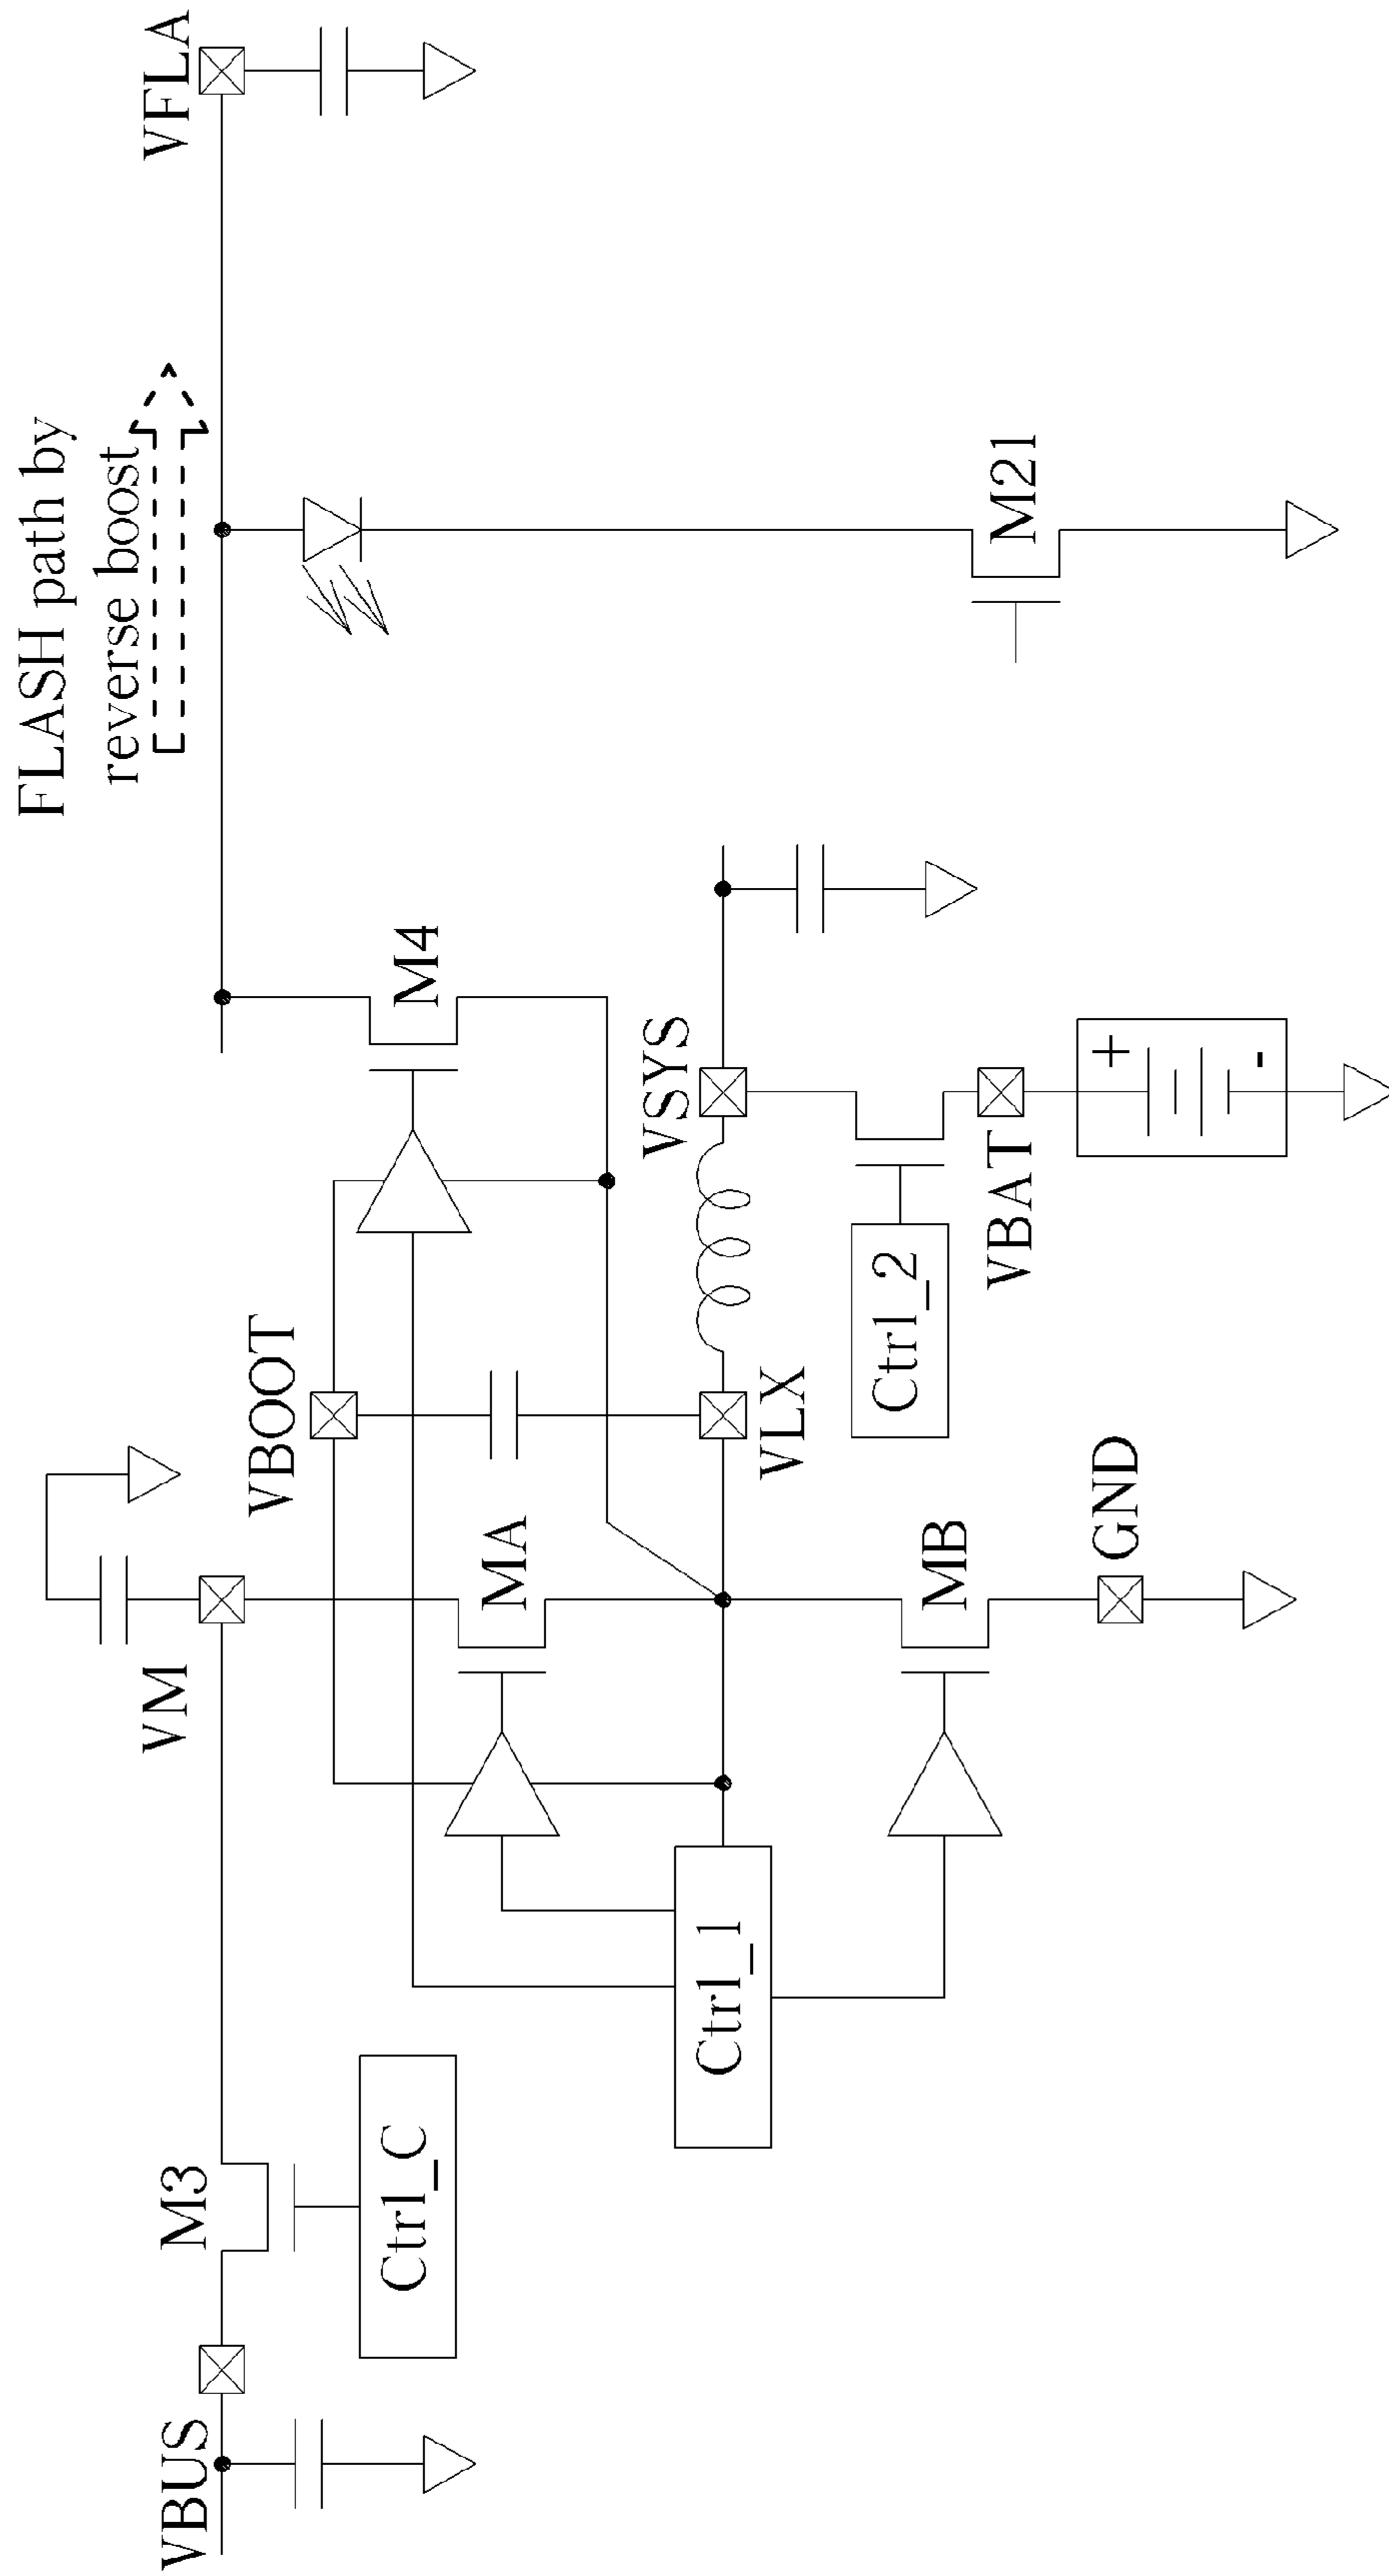 FLASH path by
reverse boost
VBUS
M3
VM
VFLA
VBOOT
M4
Ctrl_C
MA
VSYS
Ctrl_1
VLX
Ctrl_2
MB
VBAT
+
-
M21
GND